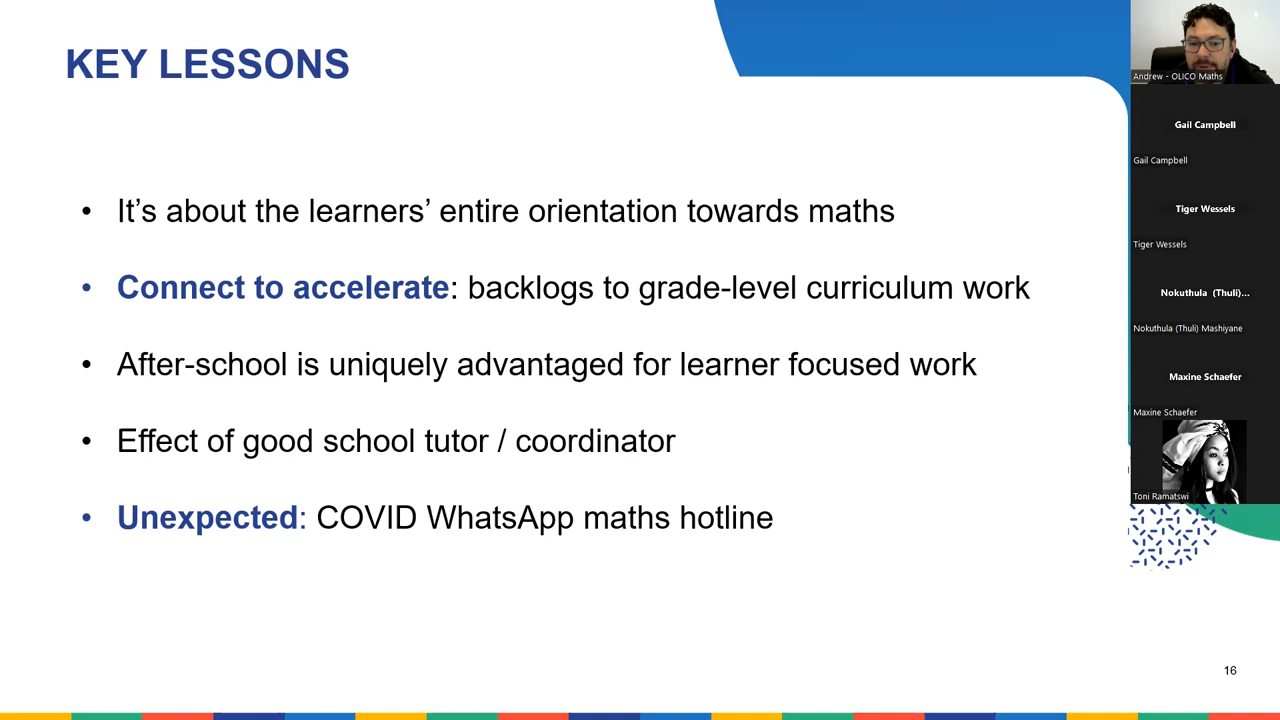 KEY LESSONS
• It’s about the learners’ entire orientation towards maths
• Connect to accelerate: backlogs to grade-level curriculum work
• After-school is uniquely advantaged for learner focused work
• Effect of good school tutor / coordinator
• Unexpected: COVID WhatsApp maths hotline
16
Andrew - OLICO Maths
Gail Campbell
Gail Campbell
Tiger Wessels
Tiger Wessels
Nokuthula (Thuli)...
Nokuthula (Thuli) Mashiyane
Maxine Schaefer
Maxine Schaefer
Toni Ramatswi